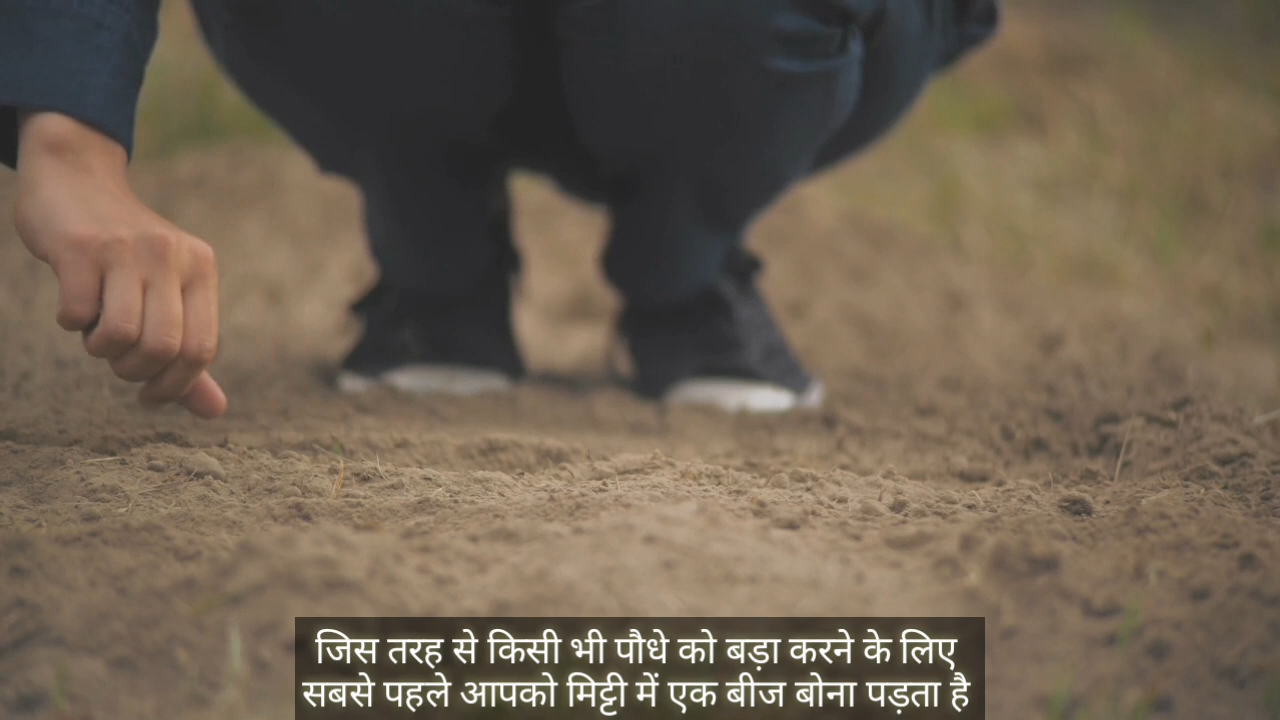 जिस तरह से किसी भी पौधे को बड़ा करने के लिए
सबसे पहले आपको मिट्टी में एक बीज बोना पड़ता है